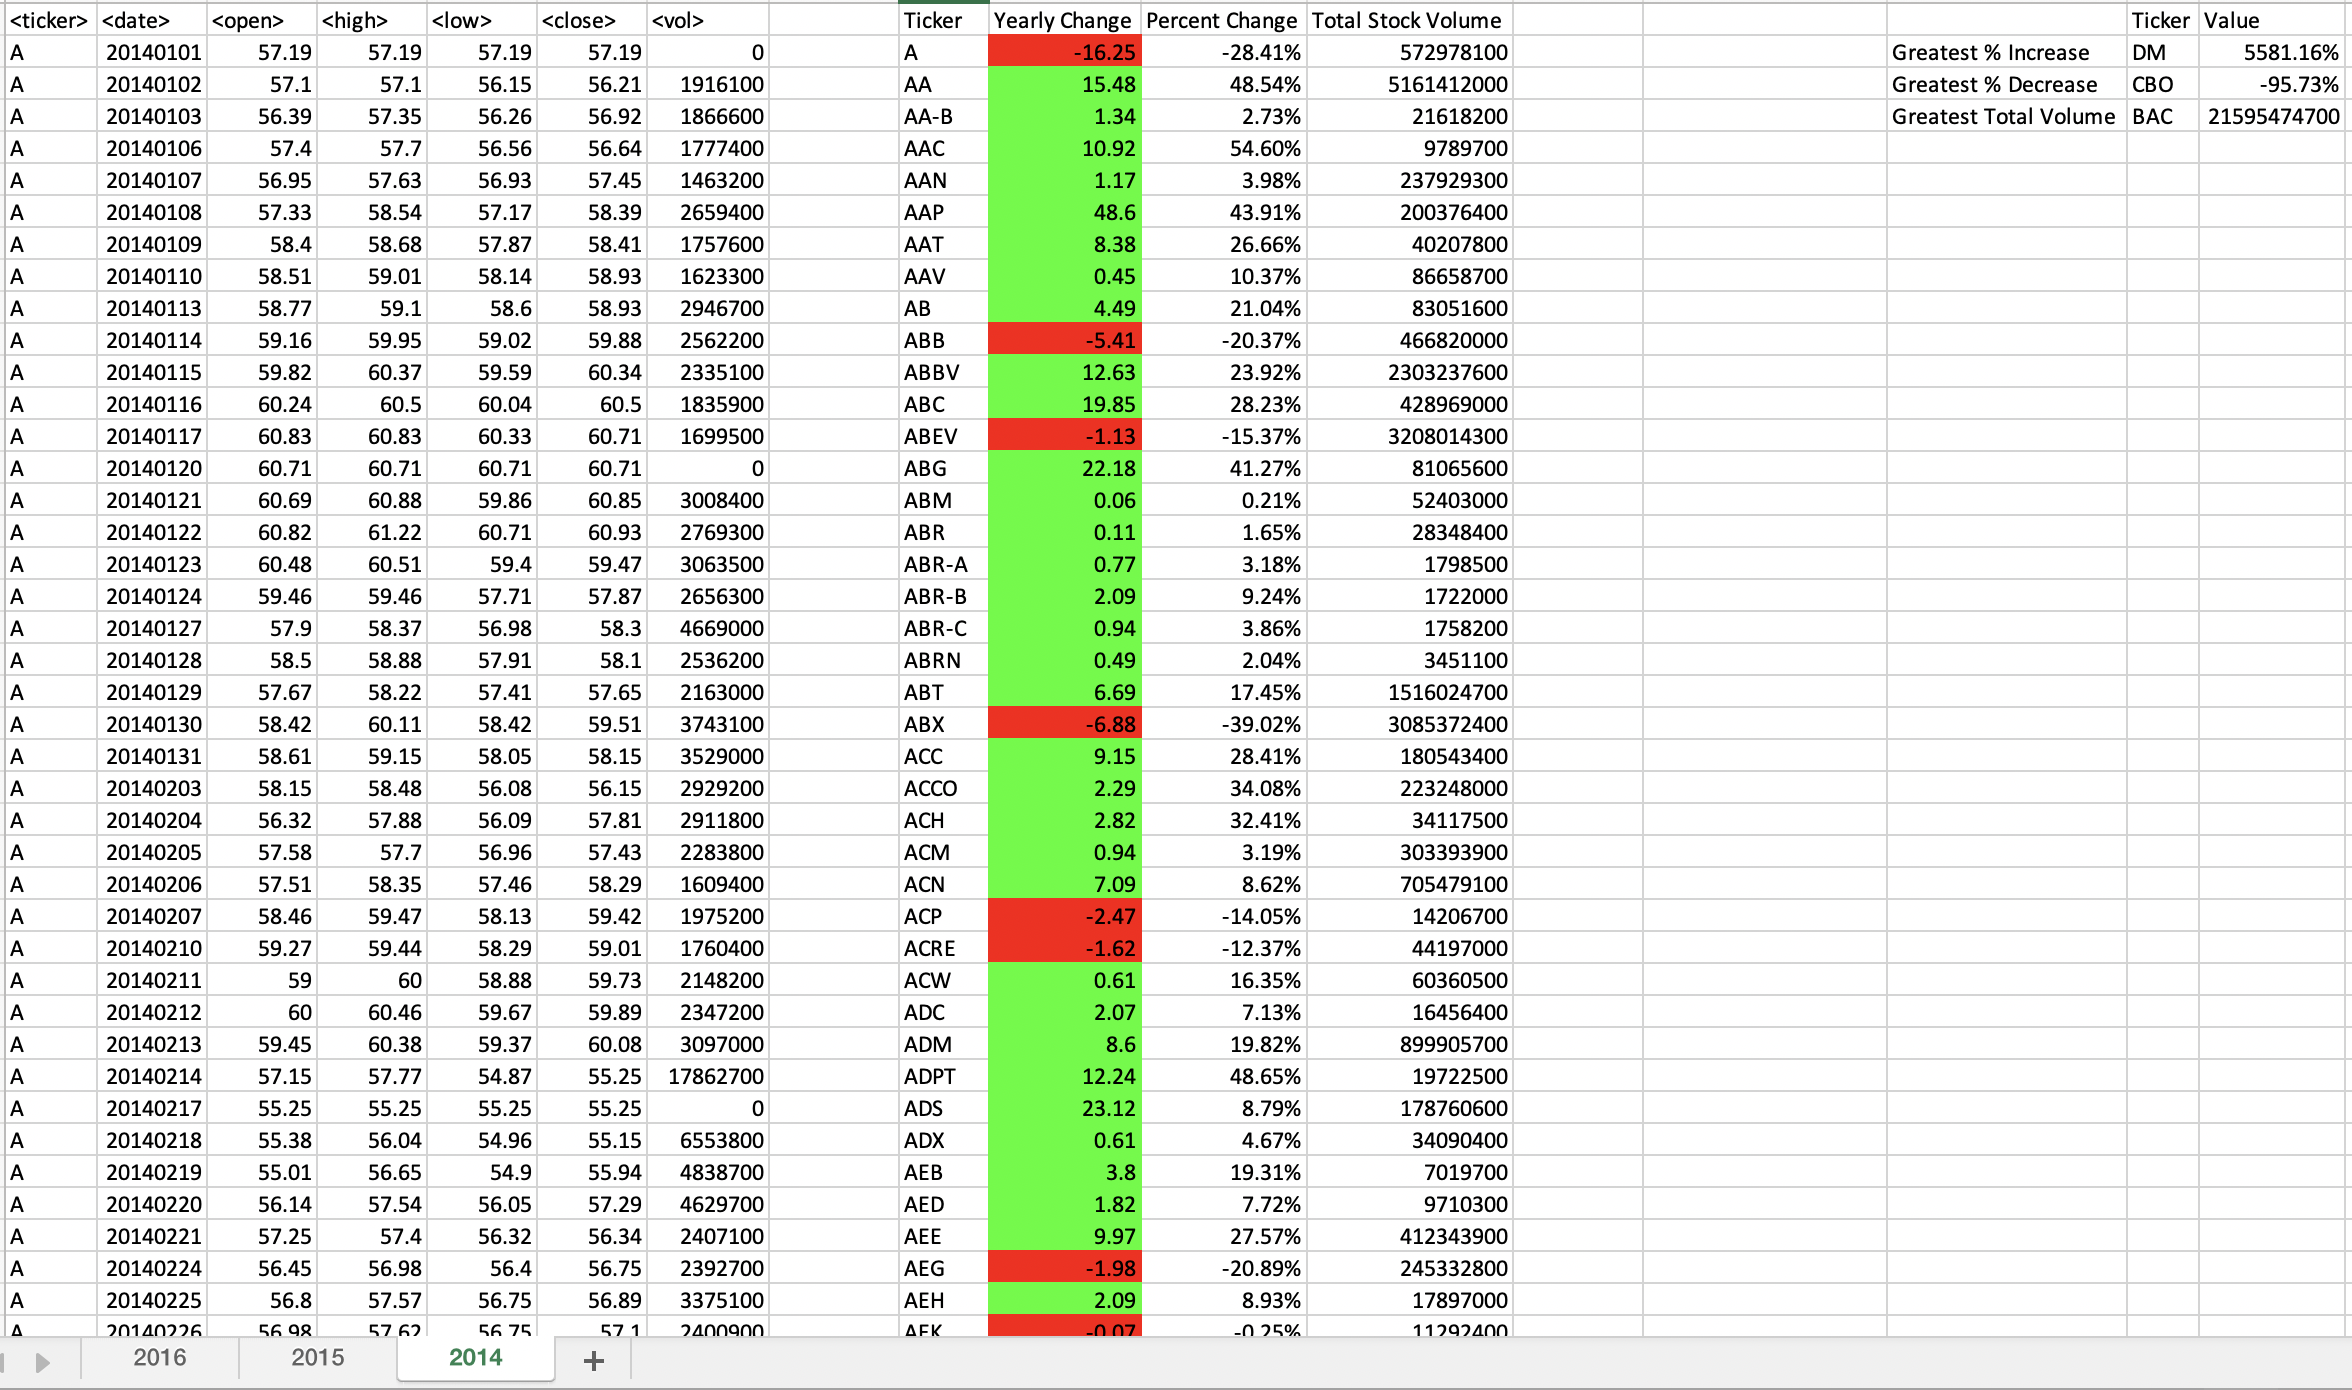 <ticker> <date> <open> <high> <low> <close> <vol> Ticker Yearly Change Percent Change Total Stock Volume Ticker Value
A 20140101 57.19 57.19 57.19 57.19 0 A -16.25 -28.41% 572978100 Greatest % Increase DM 5581.16%
A 20140102 57.1 57.1 56.15 56.21 1916100 AA 15.48 48.54% 5161412000 Greatest % Decrease CBO -95.73%
A 20140103 56.39 57.35 56.26 56.92 1866600 AA-B 1.34 2.73% 21618200 Greatest Total Volume BAC 21595474700
A 20140106 57.4 57.7 56.56 56.64 1777400 AAC 10.92 54.60% 9789700
A 20140107 56.95 57.63 56.93 57.45 1463200 AAN 1.17 3.98% 237929300
A 20140108 57.33 58.54 57.17 58.39 2659400 AAP 48.6 43.91% 200376400
A 20140109 58.4 58.68 57.87 58.41 1757600 AAT 8.38 26.66% 40207800
A 20140110 58.51 59.01 58.14 58.93 1623300 AAV 0.45 10.37% 86658700
A 20140113 58.77 59.1 58.6 58.93 2946700 AB 4.49 21.04% 83051600
A 20140114 59.16 59.95 59.02 59.88 2562200 ABB -5.41 -20.37% 466820000
A 20140115 59.82 60.37 59.59 60.34 2335100 ABBV 12.63 23.92% 2303237600
A 20140116 60.24 60.5 60.04 60.5 1835900 ABC 19.85 28.23% 428969000
A 20140117 60.83 60.83 60.33 60.71 1699500 ABEV -1.13 -15.37% 3208014300
A 20140120 60.71 60.71 60.71 60.71 0 ABG 22.18 41.27% 81065600
A 20140121 60.69 60.88 59.86 60.85 3008400 ABM 0.06 0.21% 52403000
A 20140122 60.82 61.22 60.71 60.93 2769300 ABR 0.11 1.65% 28348400
A 20140123 60.48 60.51 59.4 59.47 3063500 ABR-A 0.77 3.18% 1798500
A 20140124 59.46 59.46 57.71 57.87 2656300 ABR-B 2.09 9.24% 1722000
A 20140127 57.9 58.37 56.98 58.3 4669000 ABR-C 0.94 3.86% 1758200
A 20140128 58.5 58.88 57.91 58.1 2536200 ABRN 0.49 2.04% 3451100
A 20140129 57.67 58.22 57.41 57.65 2163000 ABT 6.69 17.45% 1516024700
A 20140130 58.42 60.11 58.42 59.51 3743100 ABX -6.88 -39.02% 3085372400
A 20140131 58.61 59.15 58.05 58.15 3529000 ACC 9.15 28.41% 180543400
A 20140203 58.15 58.48 56.08 56.15 2929200 ACCO 2.29 34.08% 223248000
A 20140204 56.32 57.88 56.09 57.81 2911800 ACH 2.82 32.41% 34117500
A 20140205 57.58 57.7 56.96 57.43 2283800 ACM 0.94 3.19% 303393900
A 20140206 57.51 58.35 57.46 58.29 1609400 ACN 7.09 8.62% 705479100
A 20140207 58.46 59.47 58.13 59.42 1975200 ACP -2.47 -14.05% 14206700
A 20140210 59.27 59.44 58.29 59.01 1760400 ACRE -1.62 -12.37% 44197000
A 20140211 59 60 58.88 59.73 2148200 ACW 0.61 16.35% 60360500
A 20140212 60 60.46 59.67 59.89 2347200 ADC 2.07 7.13% 16456400
A 20140213 59.45 60.38 59.37 60.08 3097000 ADM 8.6 19.82% 899905700
A 20140214 57.15 57.77 54.87 55.25 17862700 ADPT 12.24 48.65% 19722500
A 20140217 55.25 55.25 55.25 55.25 0 ADS 23.12 8.79% 178760600
A 20140218 55.38 56.04 54.96 55.15 6553800 ADX 0.61 4.67% 34090400
A 20140219 55.01 56.65 54.9 55.94 4838700 AEB 3.8 19.31% 7019700
A 20140220 56.14 57.54 56.05 57.29 4629700 AED 1.82 7.72% 9710300
A 20140221 57.25 57.4 56.32 56.34 2407100 AEE 9.97 27.57% 412343900
A 20140224 56.45 56.98 56.4 56.75 2392700 AEG -1.98 -20.89% 245332800
A 20140225 56.8 57.57 56.75 56.89 3375100 AEH 2.09 8.93% 17897000
A 20140226 56.98 57.62 56.75 57.1 2400900 AEK -0.07 -0.25% 11292400
2016 2015 2014 +